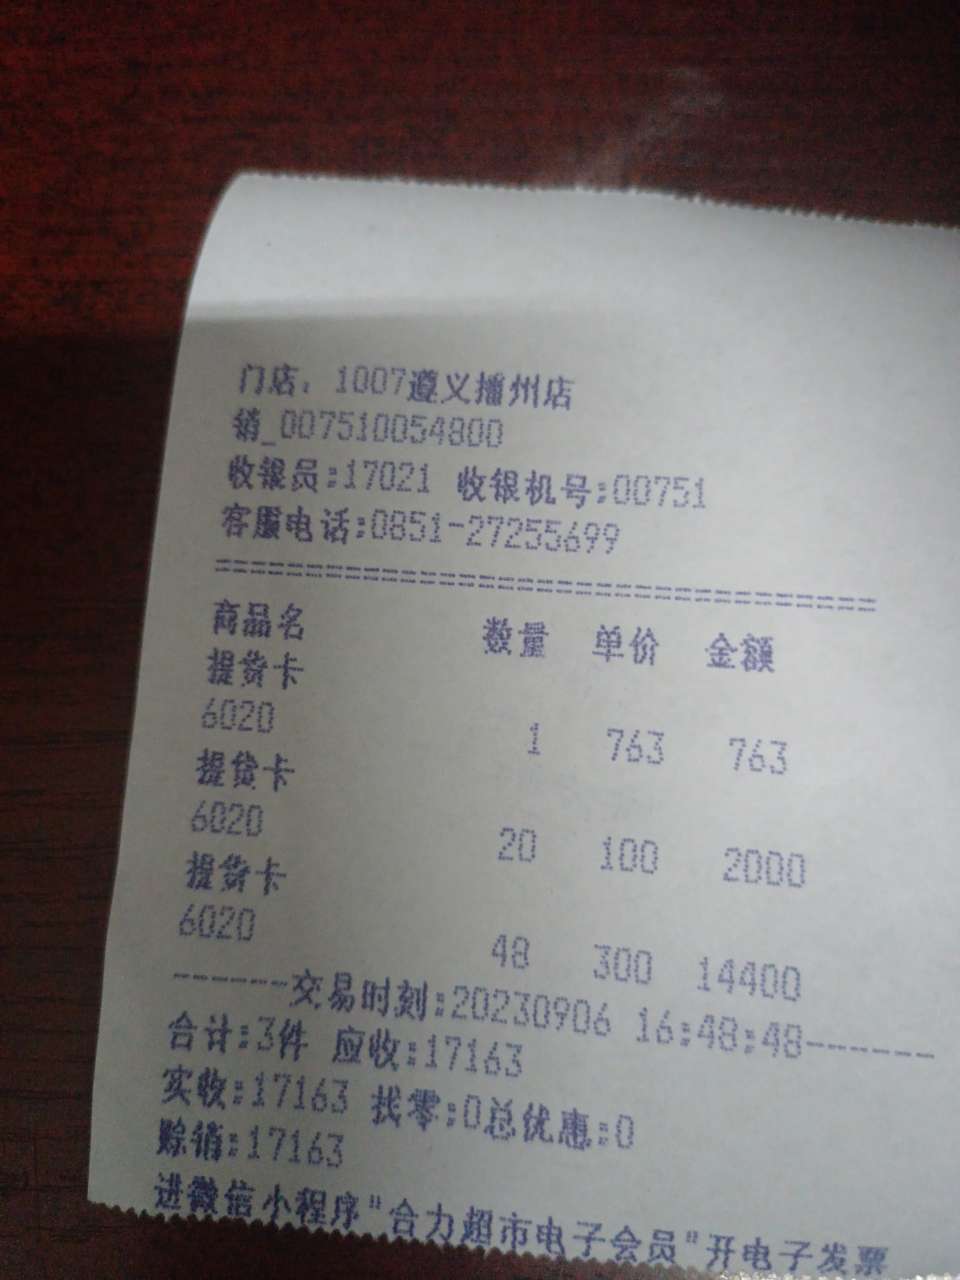 门店：1007遵义播州店
销_007510054800
收银员:17021 收银机号:00751
客服电话:0851-27255699
商品名 数量 单价 金额
提货卡
6020 1 763 763
提货卡
6020 20 100 2000
提货卡
6020 48 300 14400
-------交易时刻:20230906 16:48:48-------
合计:3件 应收:17163
实收:17163 找零:0总优惠:0
赊销:17163
进微信小程序"合力超市电子会员"开电子发票